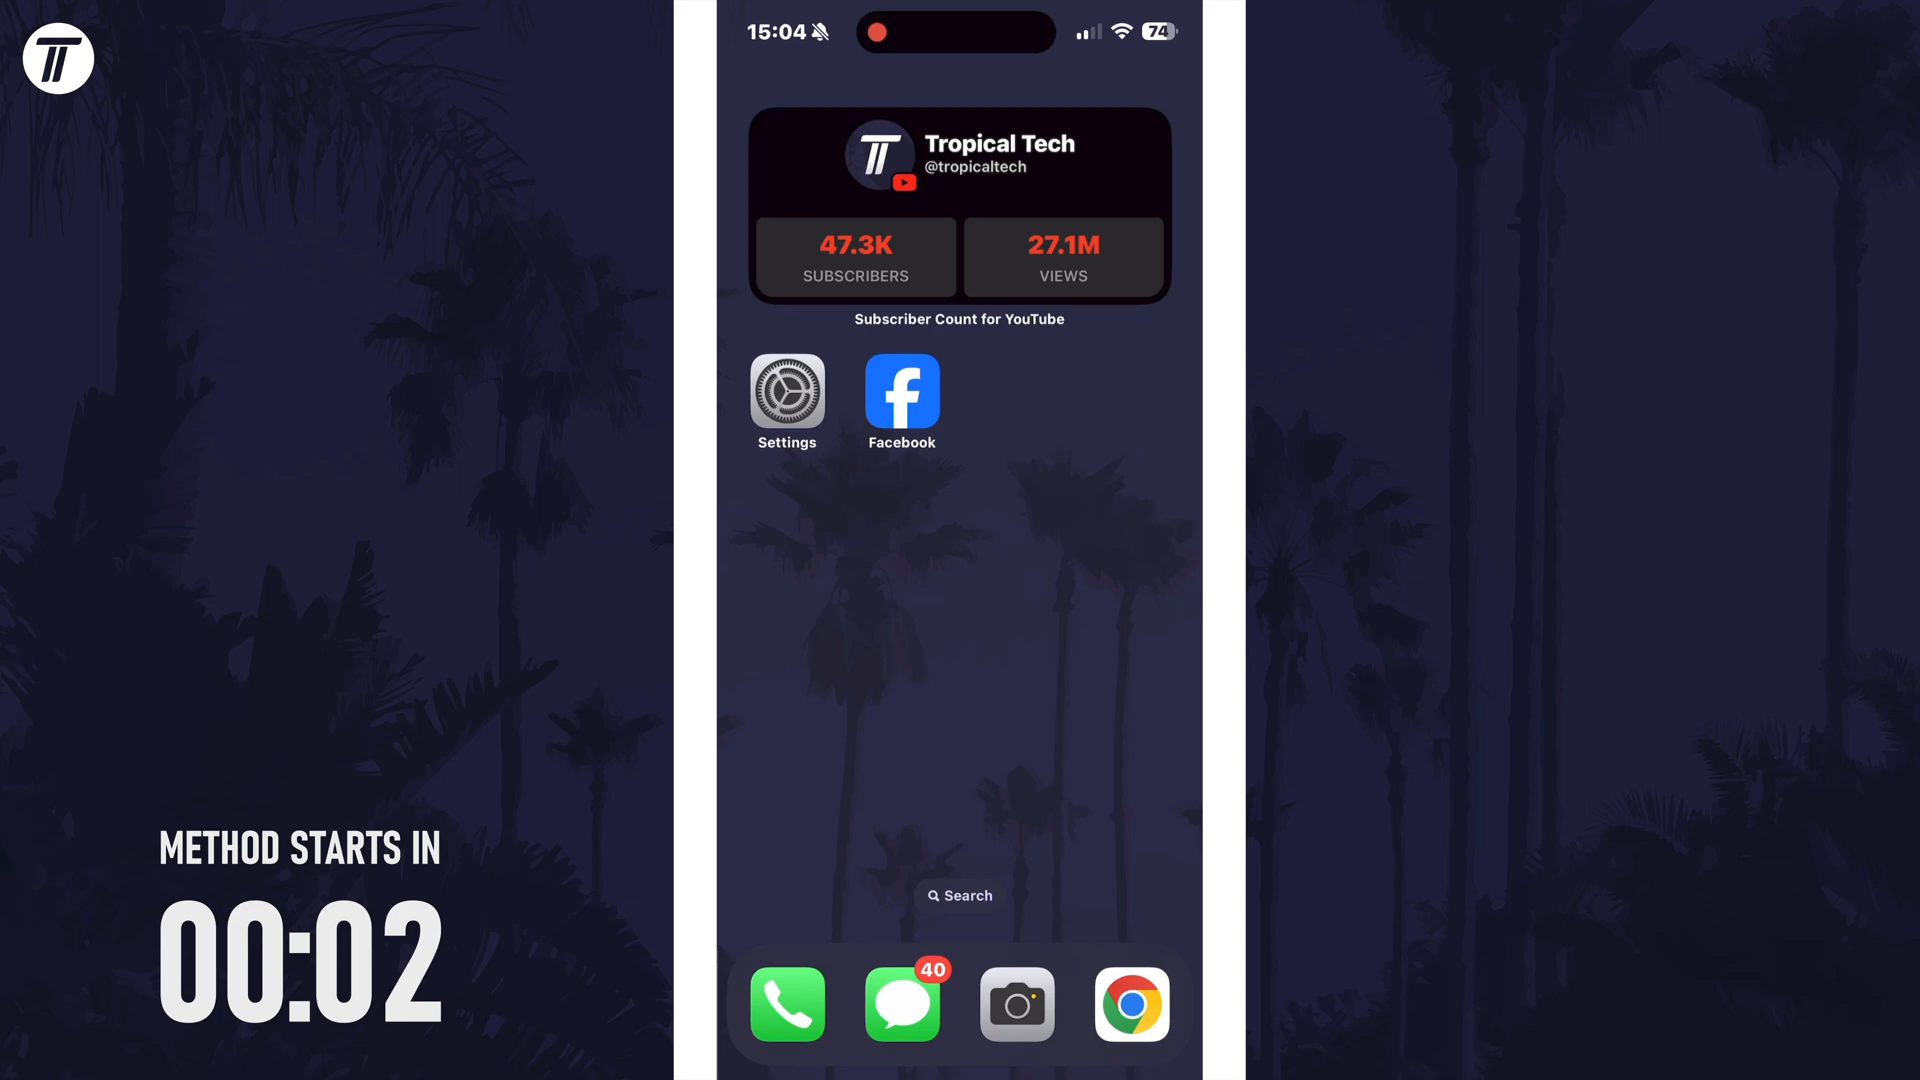 15:04
74
Tropical Tech
@tropicaltech
47.3K
SUBSCRIBERS
27.1M
VIEWS
Subscriber Count for YouTube
Settings
Facebook
METHOD STARTS IN
00:02
Search
40